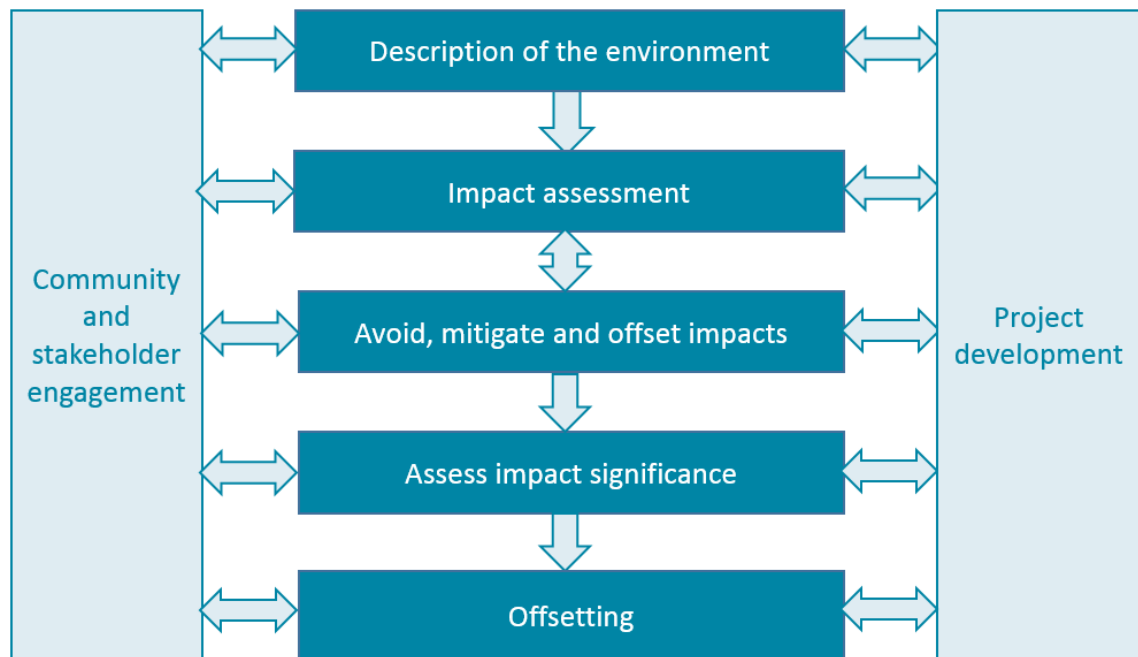 Description of the environment
Impact assessment
Community
and
stakeholder
engagement
Avoid, mitigate and offset impacts
Project
development
Assess impact significance
Offsetting